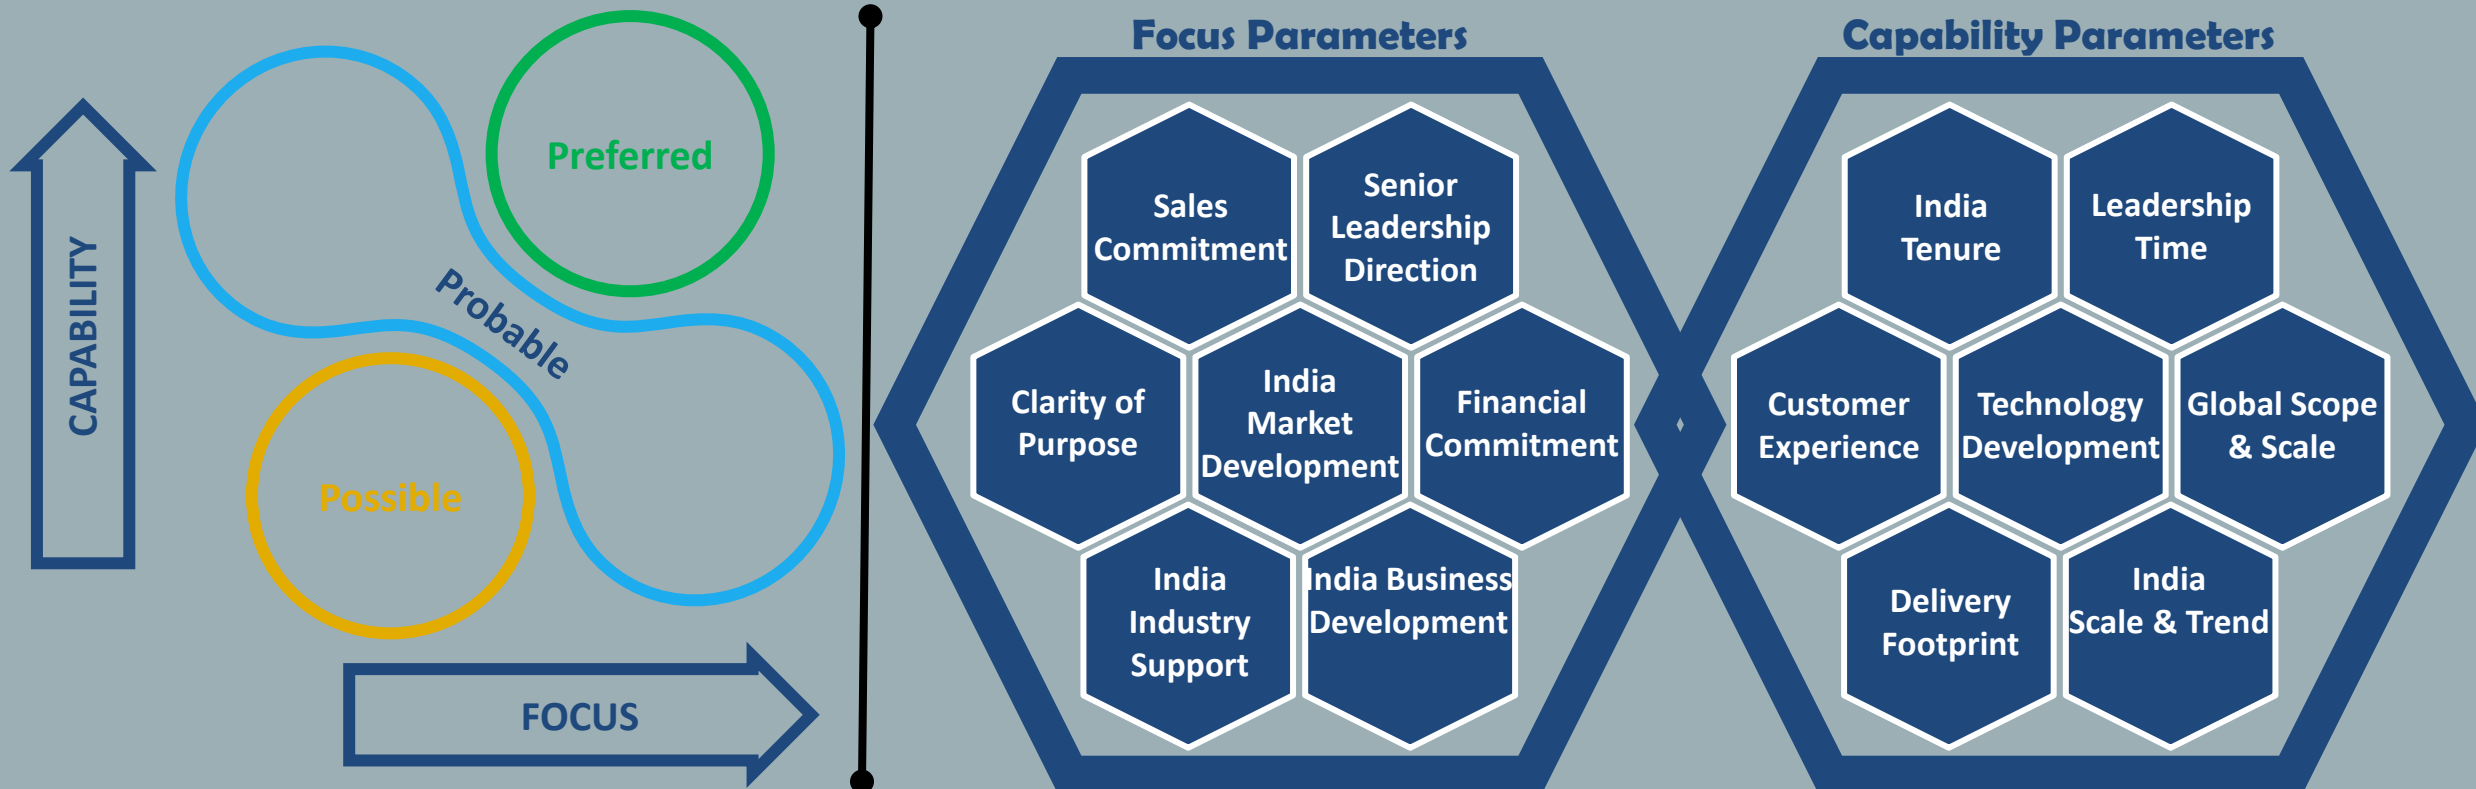 CAPABILITY
Preferred
Probable
Possible
FOCUS
Focus Parameters
Sales
Commitment
Senior
Leadership
Direction
Clarity of
Purpose
India
Market
Development
Financial
Commitment
India
Industry
Support
India Business
Development
Capability Parameters
India
Tenure
Leadership
Time
Customer
Experience
Technology
Development
Global Scope
& Scale
Delivery
Footprint
India
Scale & Trend